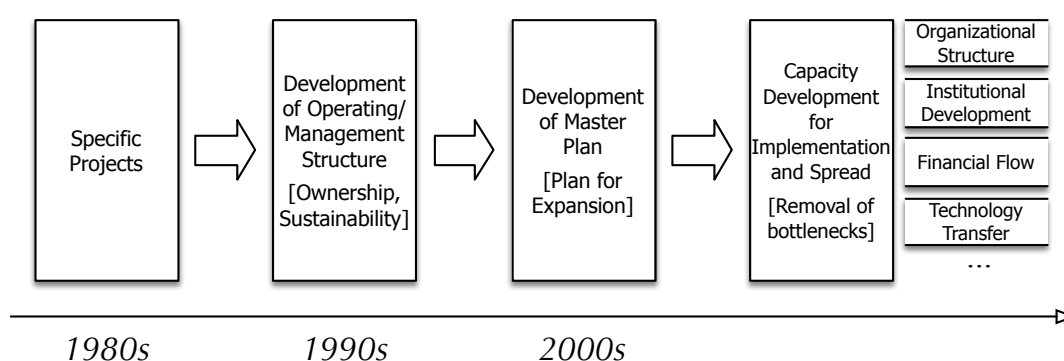 Specific
Projects
Development
of Operating/
Management
Structure
[Ownership,
Sustainability]
Development
of Master
Plan
[Plan for
Expansion]
Capacity
Development
for
Implementation
and Spread
[Removal of
bottlenecks]
Organizational
Structure
Institutional
Development
Financial Flow
Technology
Transfer
…
1980s
1990s
2000s